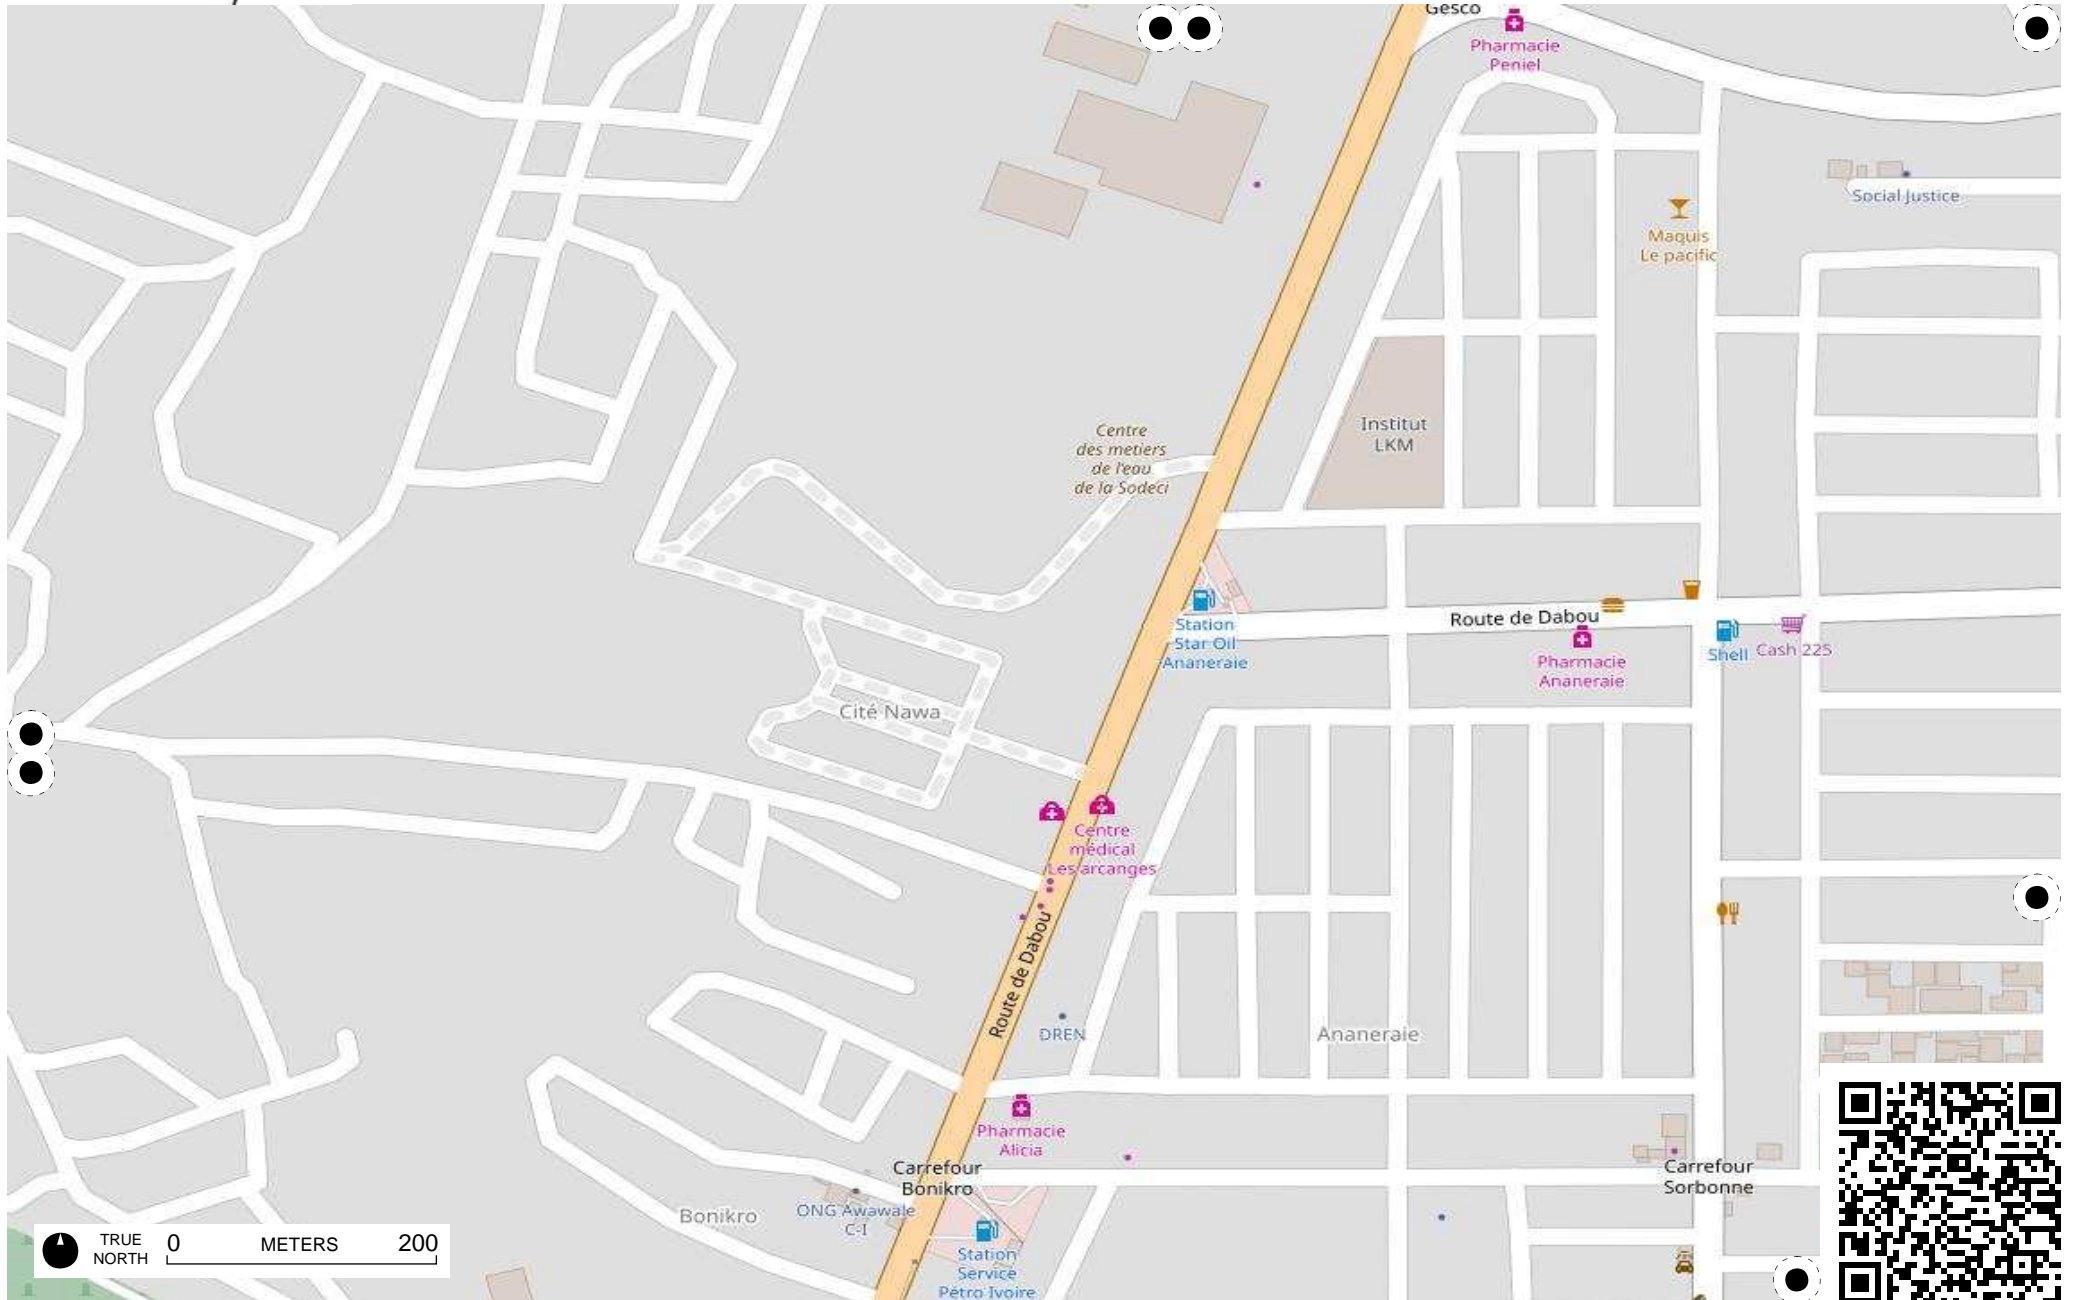 Gesco
Pharmacie
Peniel
Social Justice
Maquis
Le pacific
Centre
des metiers
de l'eau
de la Sodeci
Institut
LKM
Station
Star Oil
Ananeraie
Route de Dabou
Pharmacie
Ananeraie
Shell
Cash 225
Cité Nawa
Centre
médical
Les arcanges
Route de Dabou
DREN
Ananeraie
Pharmacie
Alicia
Carrefour
Bonikro
Carrefour
Sorbonne
Bonikro
ONG Awawale
C-I
Station
Service
Pétro Ivoire
TRUE
NORTH
0 METERS 200